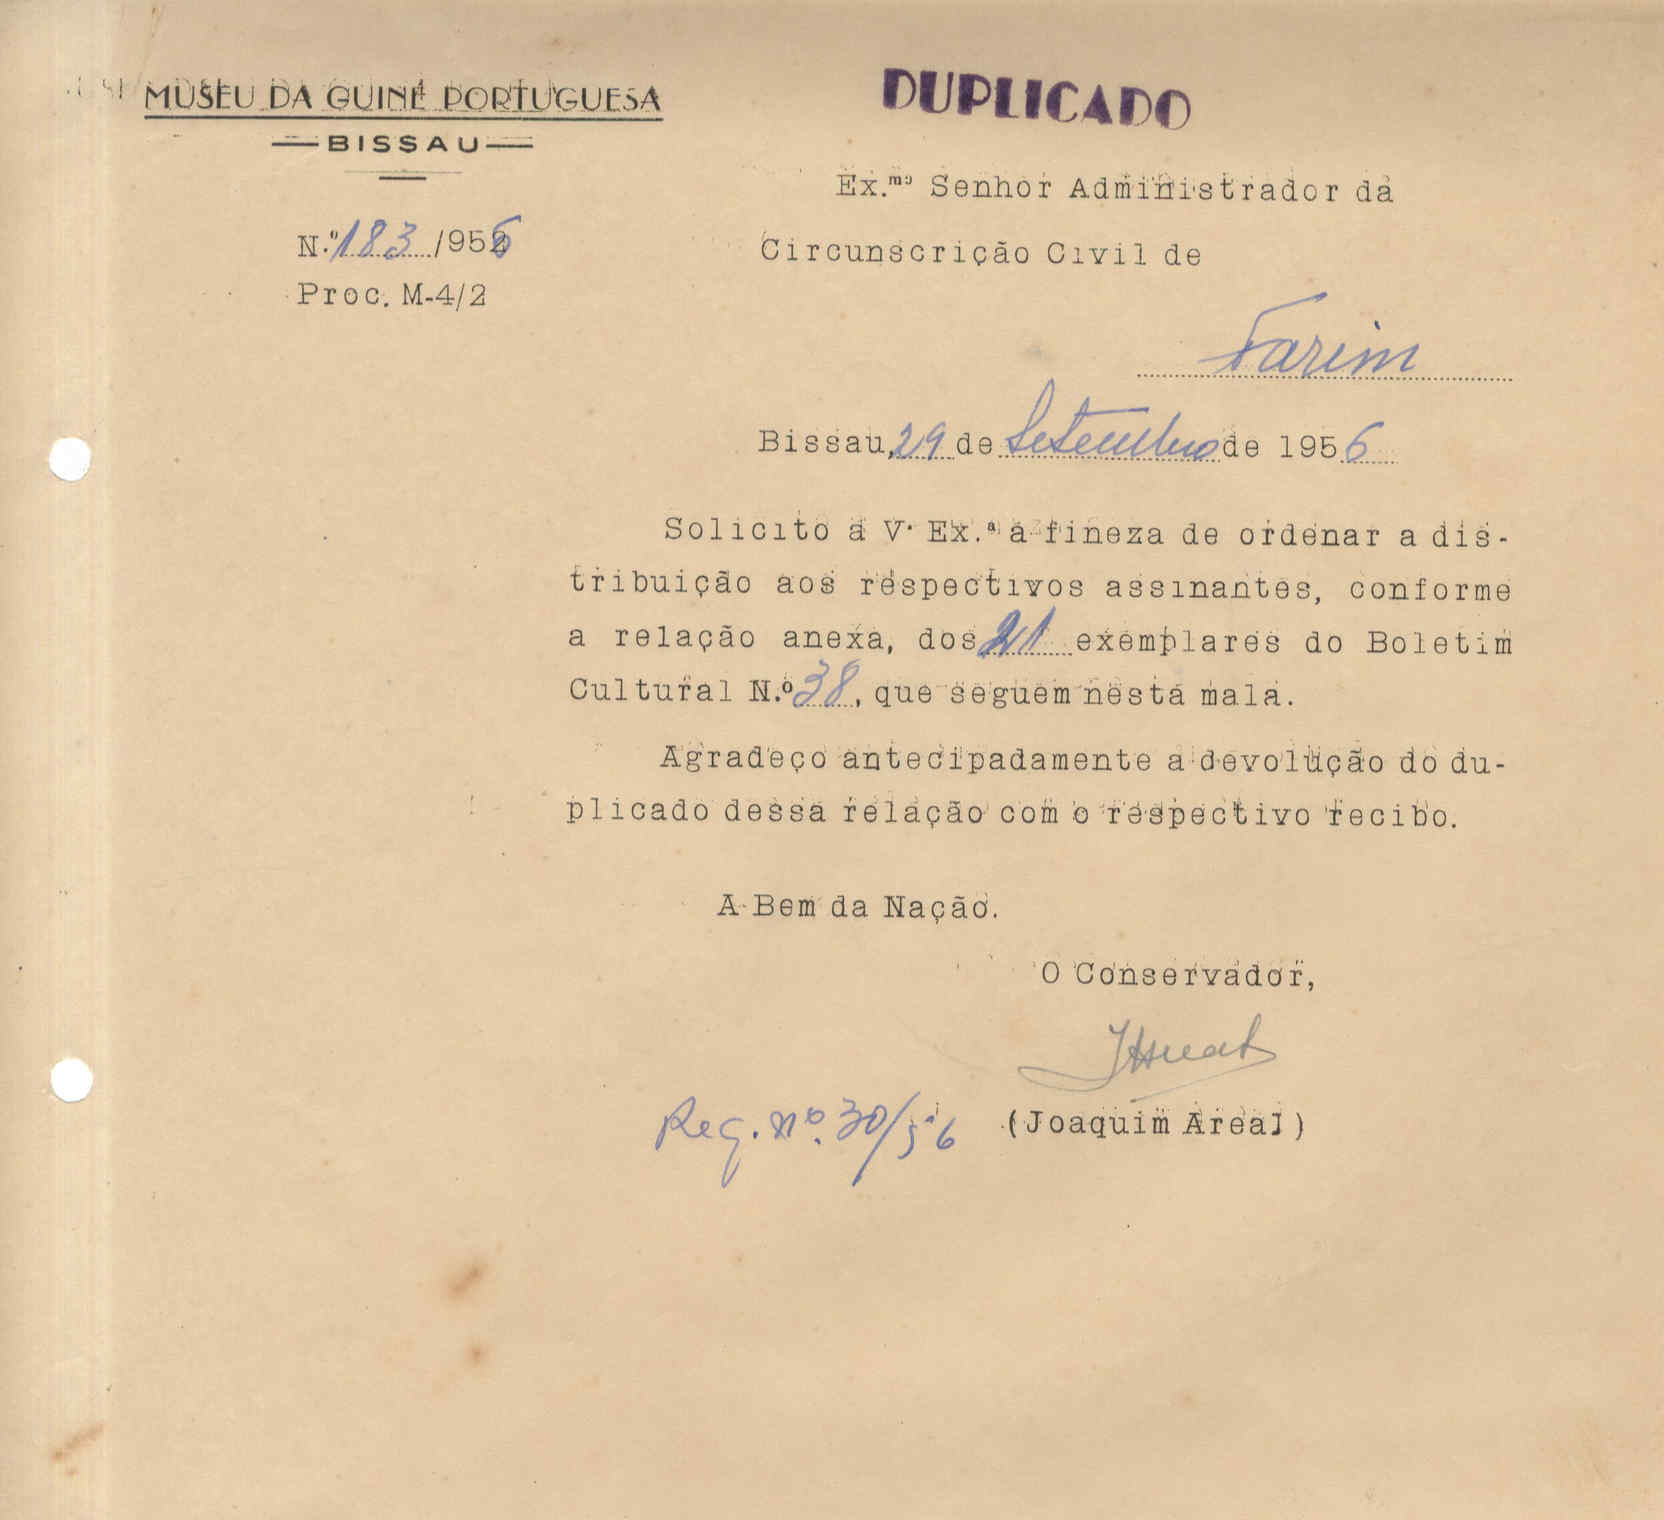 MUSEU DA GUINÉ PORTUGUESA
BISSAU
DUPLICADO
Ex.mo Senhor Administrador da
Circunscrição Civil de
Farim
N.º 183/956
Proc. M-4/2
Bissau, 29 de Setembro de 1956
Solicito a V. Ex.ª a fineza de ordenar a dis-
tribuição aos respectivos assinantes, conforme
a relação anexa, dos 21 exemplares do Boletim
Cultural N.º 38, que seguem nesta mala.
Agradeço antecipadamente a devolução do du-
plicado dessa relação com o respectivo recibo.
A Bem da Nação.
O Conservador,
(Joaquim Areal)
Reg. nº. 30/56